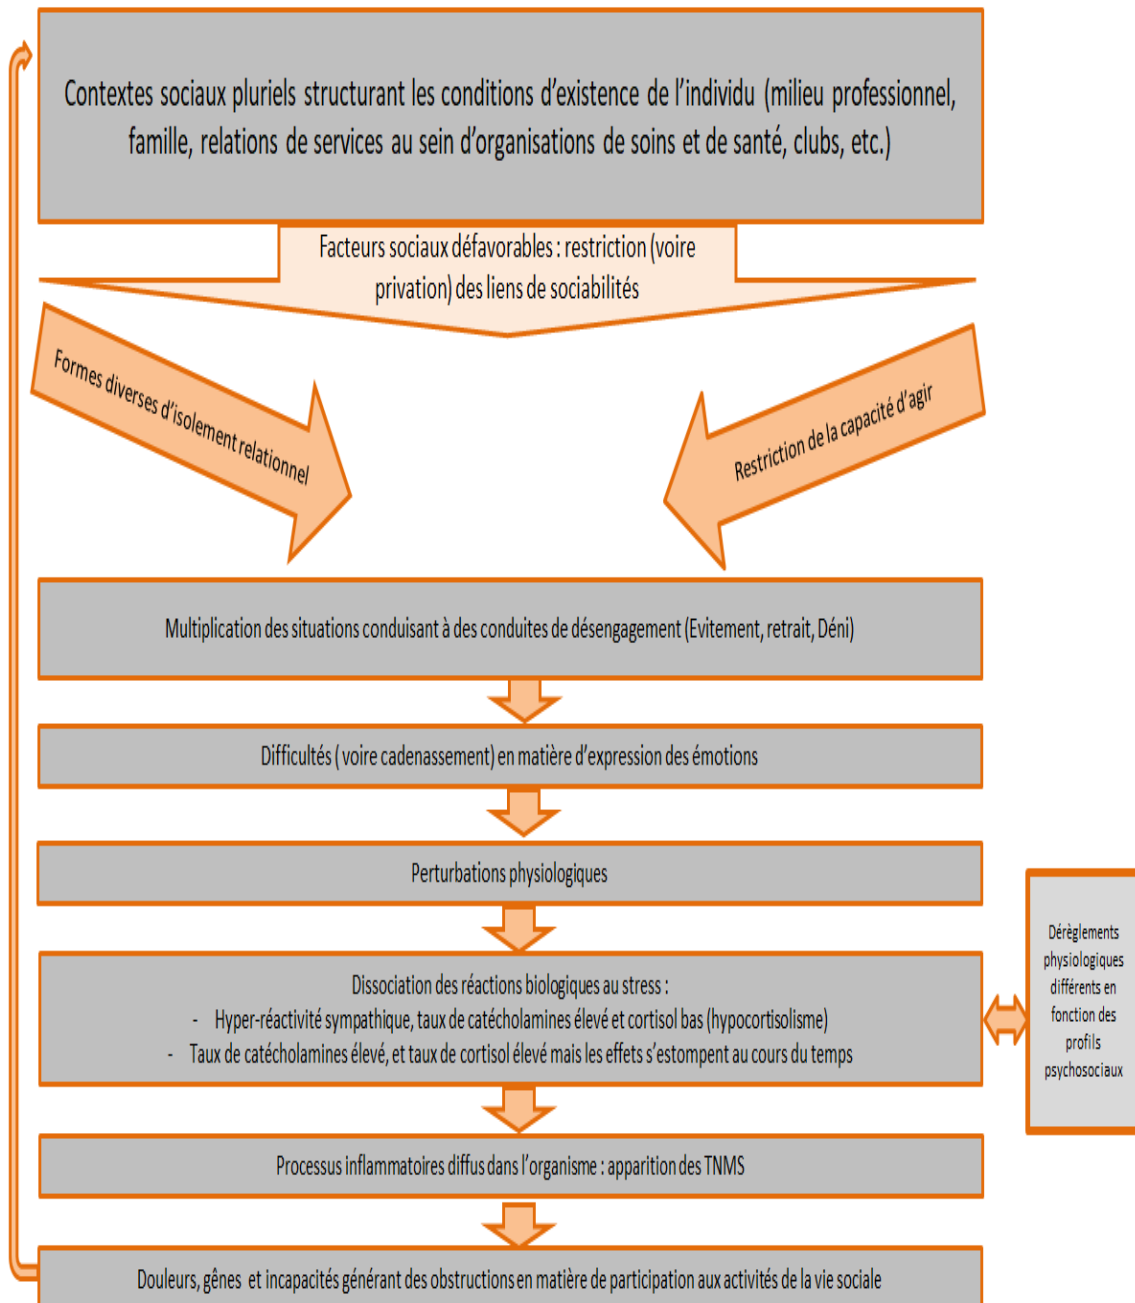 Contextes sociaux pluriels structurant les conditions d’existence de l’individu (milieu professionnel,
famille, relations de services au sein d’organisations de soins et de santé, clubs, etc.)
Facteurs sociaux défavorables : restriction (voire
privation) des liens de sociabilités
Formes diverses d’isolement relationnel
Restriction de la capacité d’agir
Multiplication des situations conduisant à des conduites de désengagement (Evitement, retrait, Déni)
Difficultés ( voire cadenassement) en matière d’expression des émotions
Perturbations physiologiques
Dissociation des réactions biologiques au stress :
- Hyper-réactivité sympathique, taux de catécholamines élevé et cortisol bas (hypocortisolisme)
- Taux de catécholamines élevé, et taux de cortisol élevé mais les effets s’estompent au cours du temps
Dérèglements
physiologiques
différents en
fonction des
profils
psychosociaux
Processus inflammatoires diffus dans l’organisme : apparition des TNMS
Douleurs, gênes et incapacités générant des obstructions en matière de participation aux activités de la vie sociale